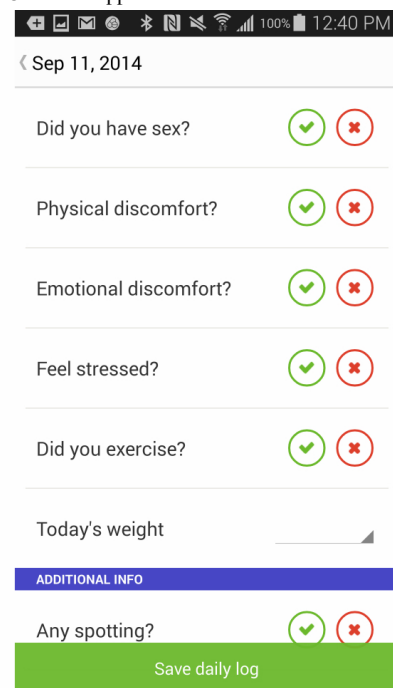 100% 12:40 PM
Sep 11, 2014
Did you have sex?
Physical discomfort?
Emotional discomfort?
Feel stressed?
Did you exercise?
Today's weight
ADDITIONAL INFO
Any spotting?
Save daily log